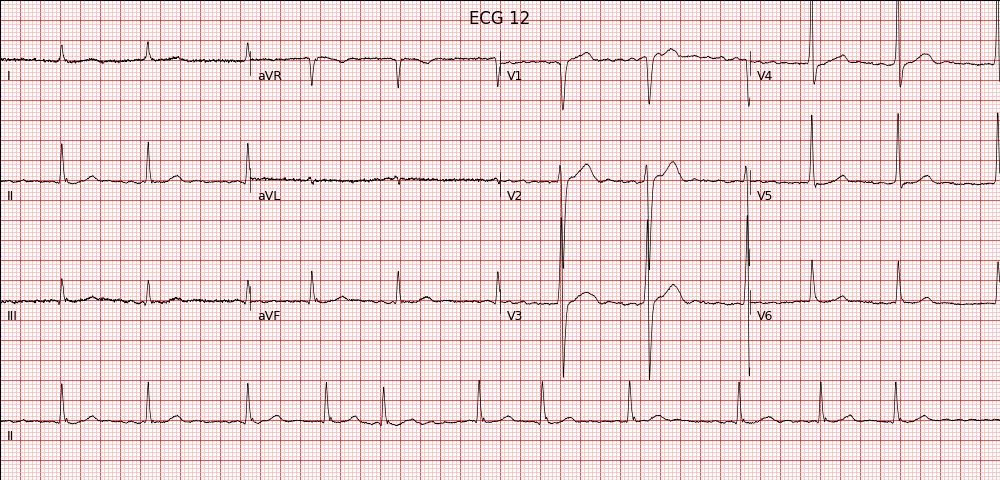 ECG 12
I aVR V1 V4
II aVL V2 V5
III aVF V3 V6
II